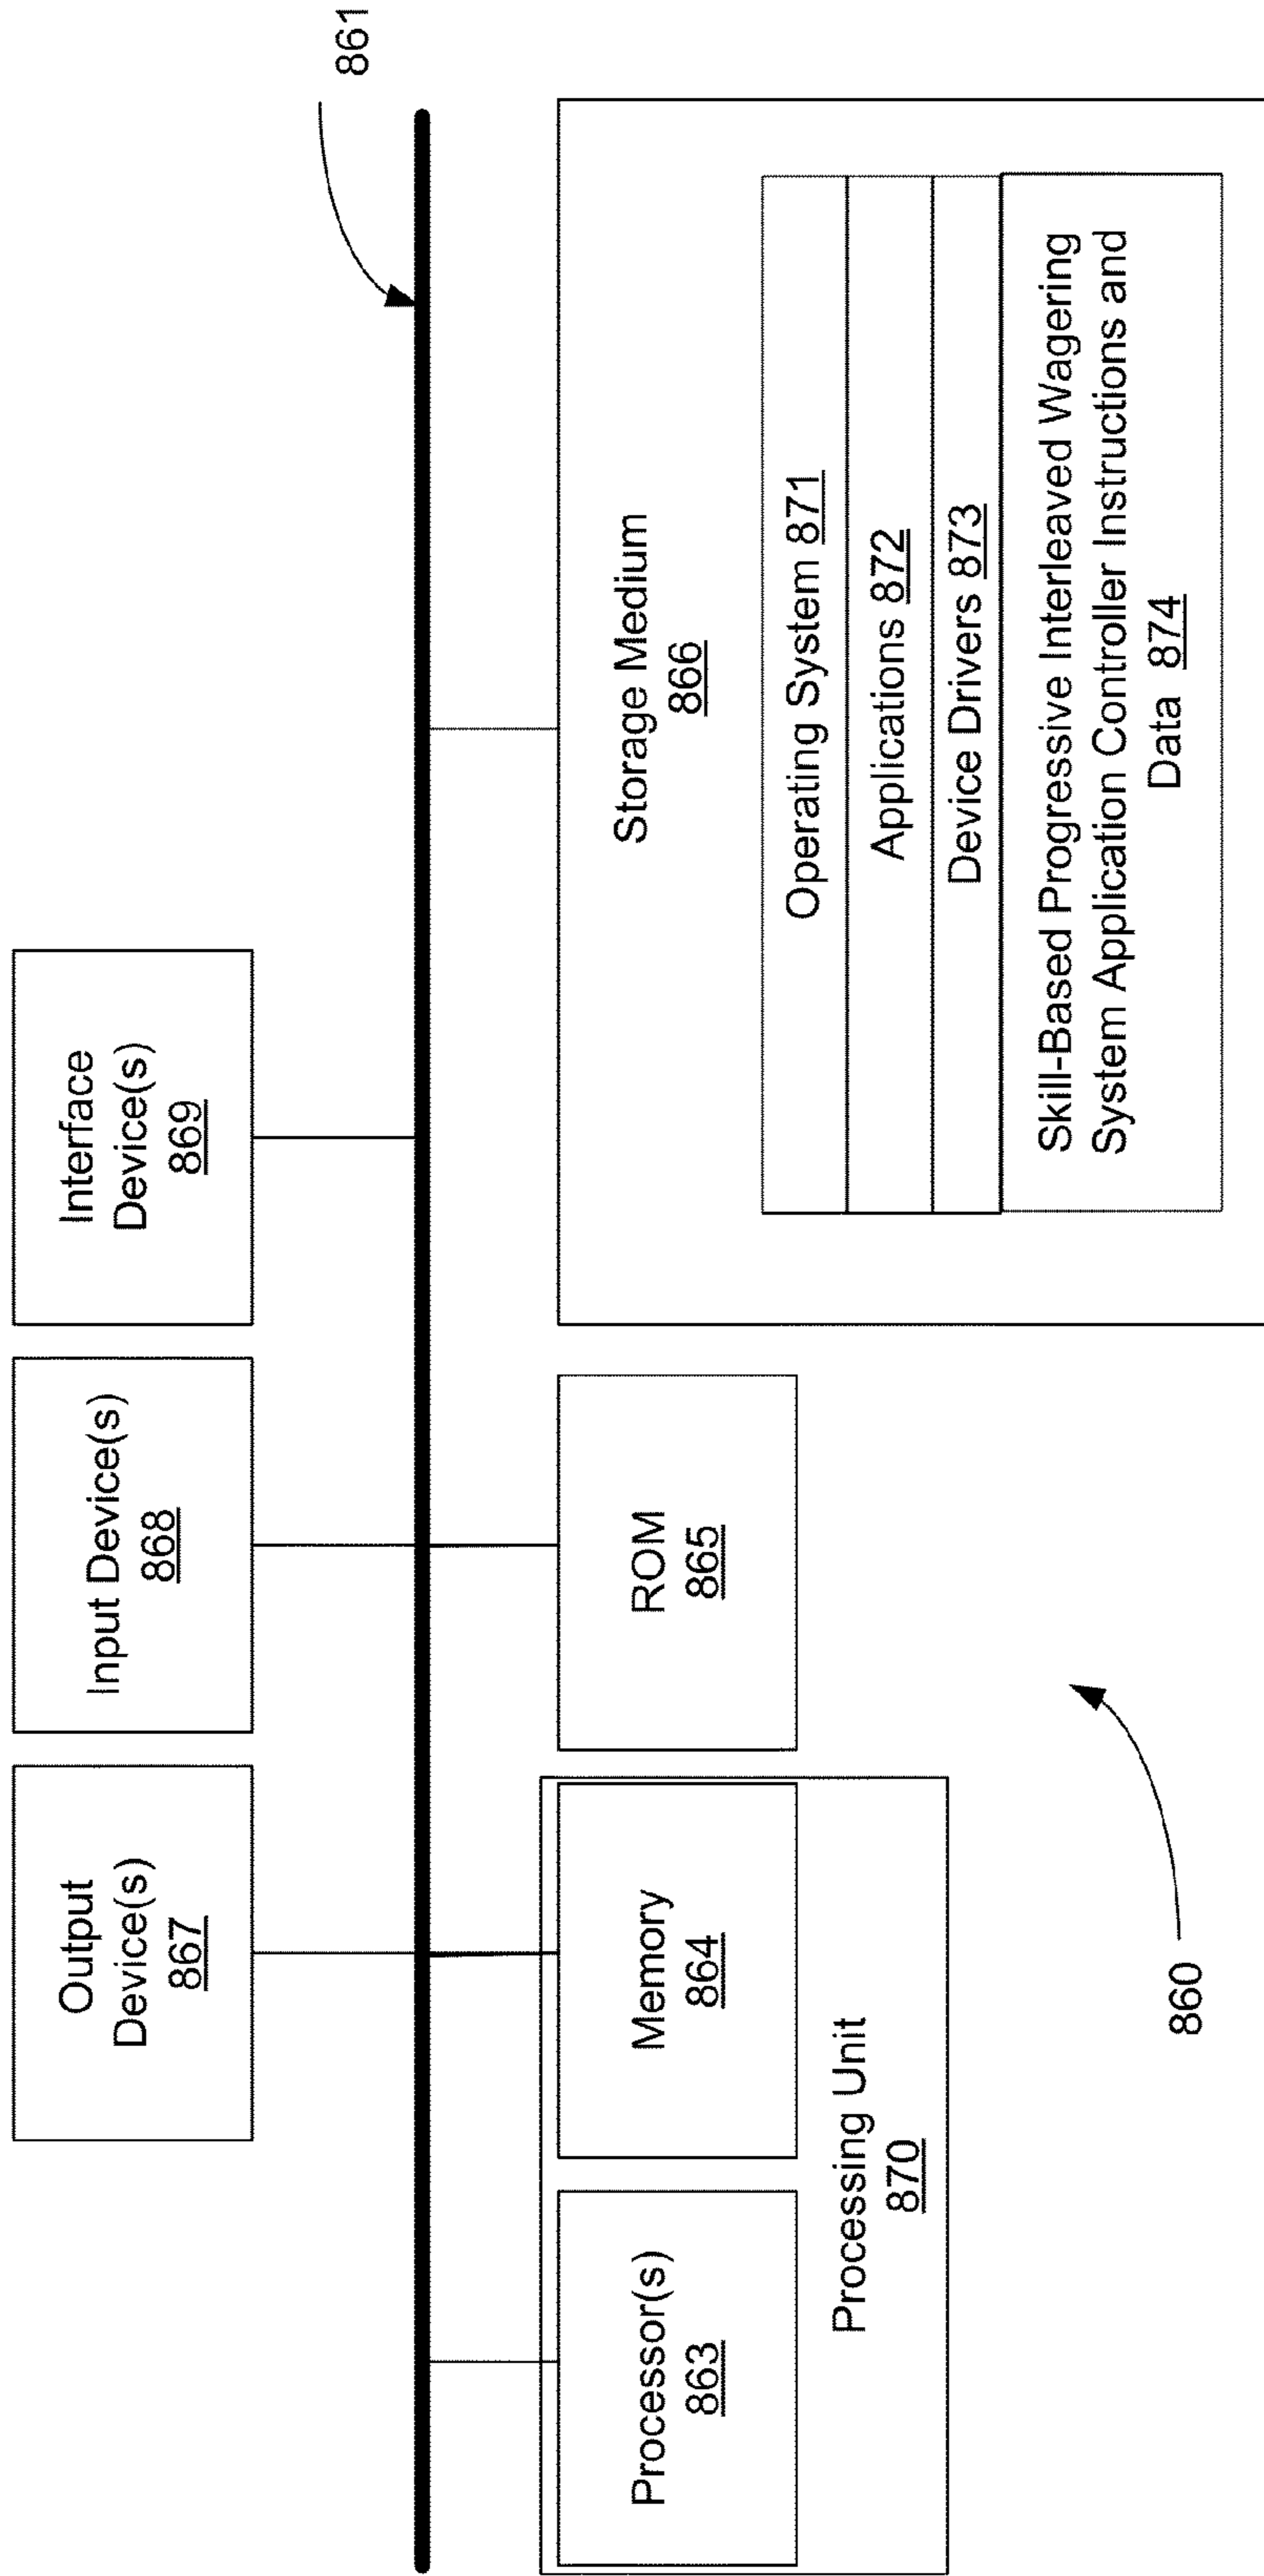 861
Output
Device(s)
867
Input Device(s)
868
Interface
Device(s)
869
Processor(s)
863
Memory
864
Processing Unit
870
ROM
865
Storage Medium
866
Operating System 871
Applications 872
Device Drivers 873
Skill-Based Progressive Interleaved Wagering
System Application Controller Instructions and
Data 874
860